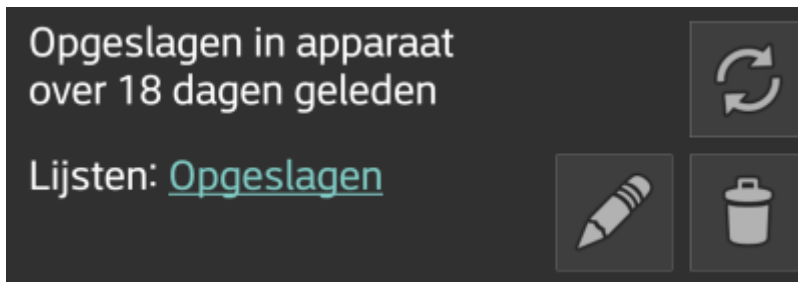 Opgeslagen in apparaat
over 18 dagen geleden
Lijsten: Opgeslagen